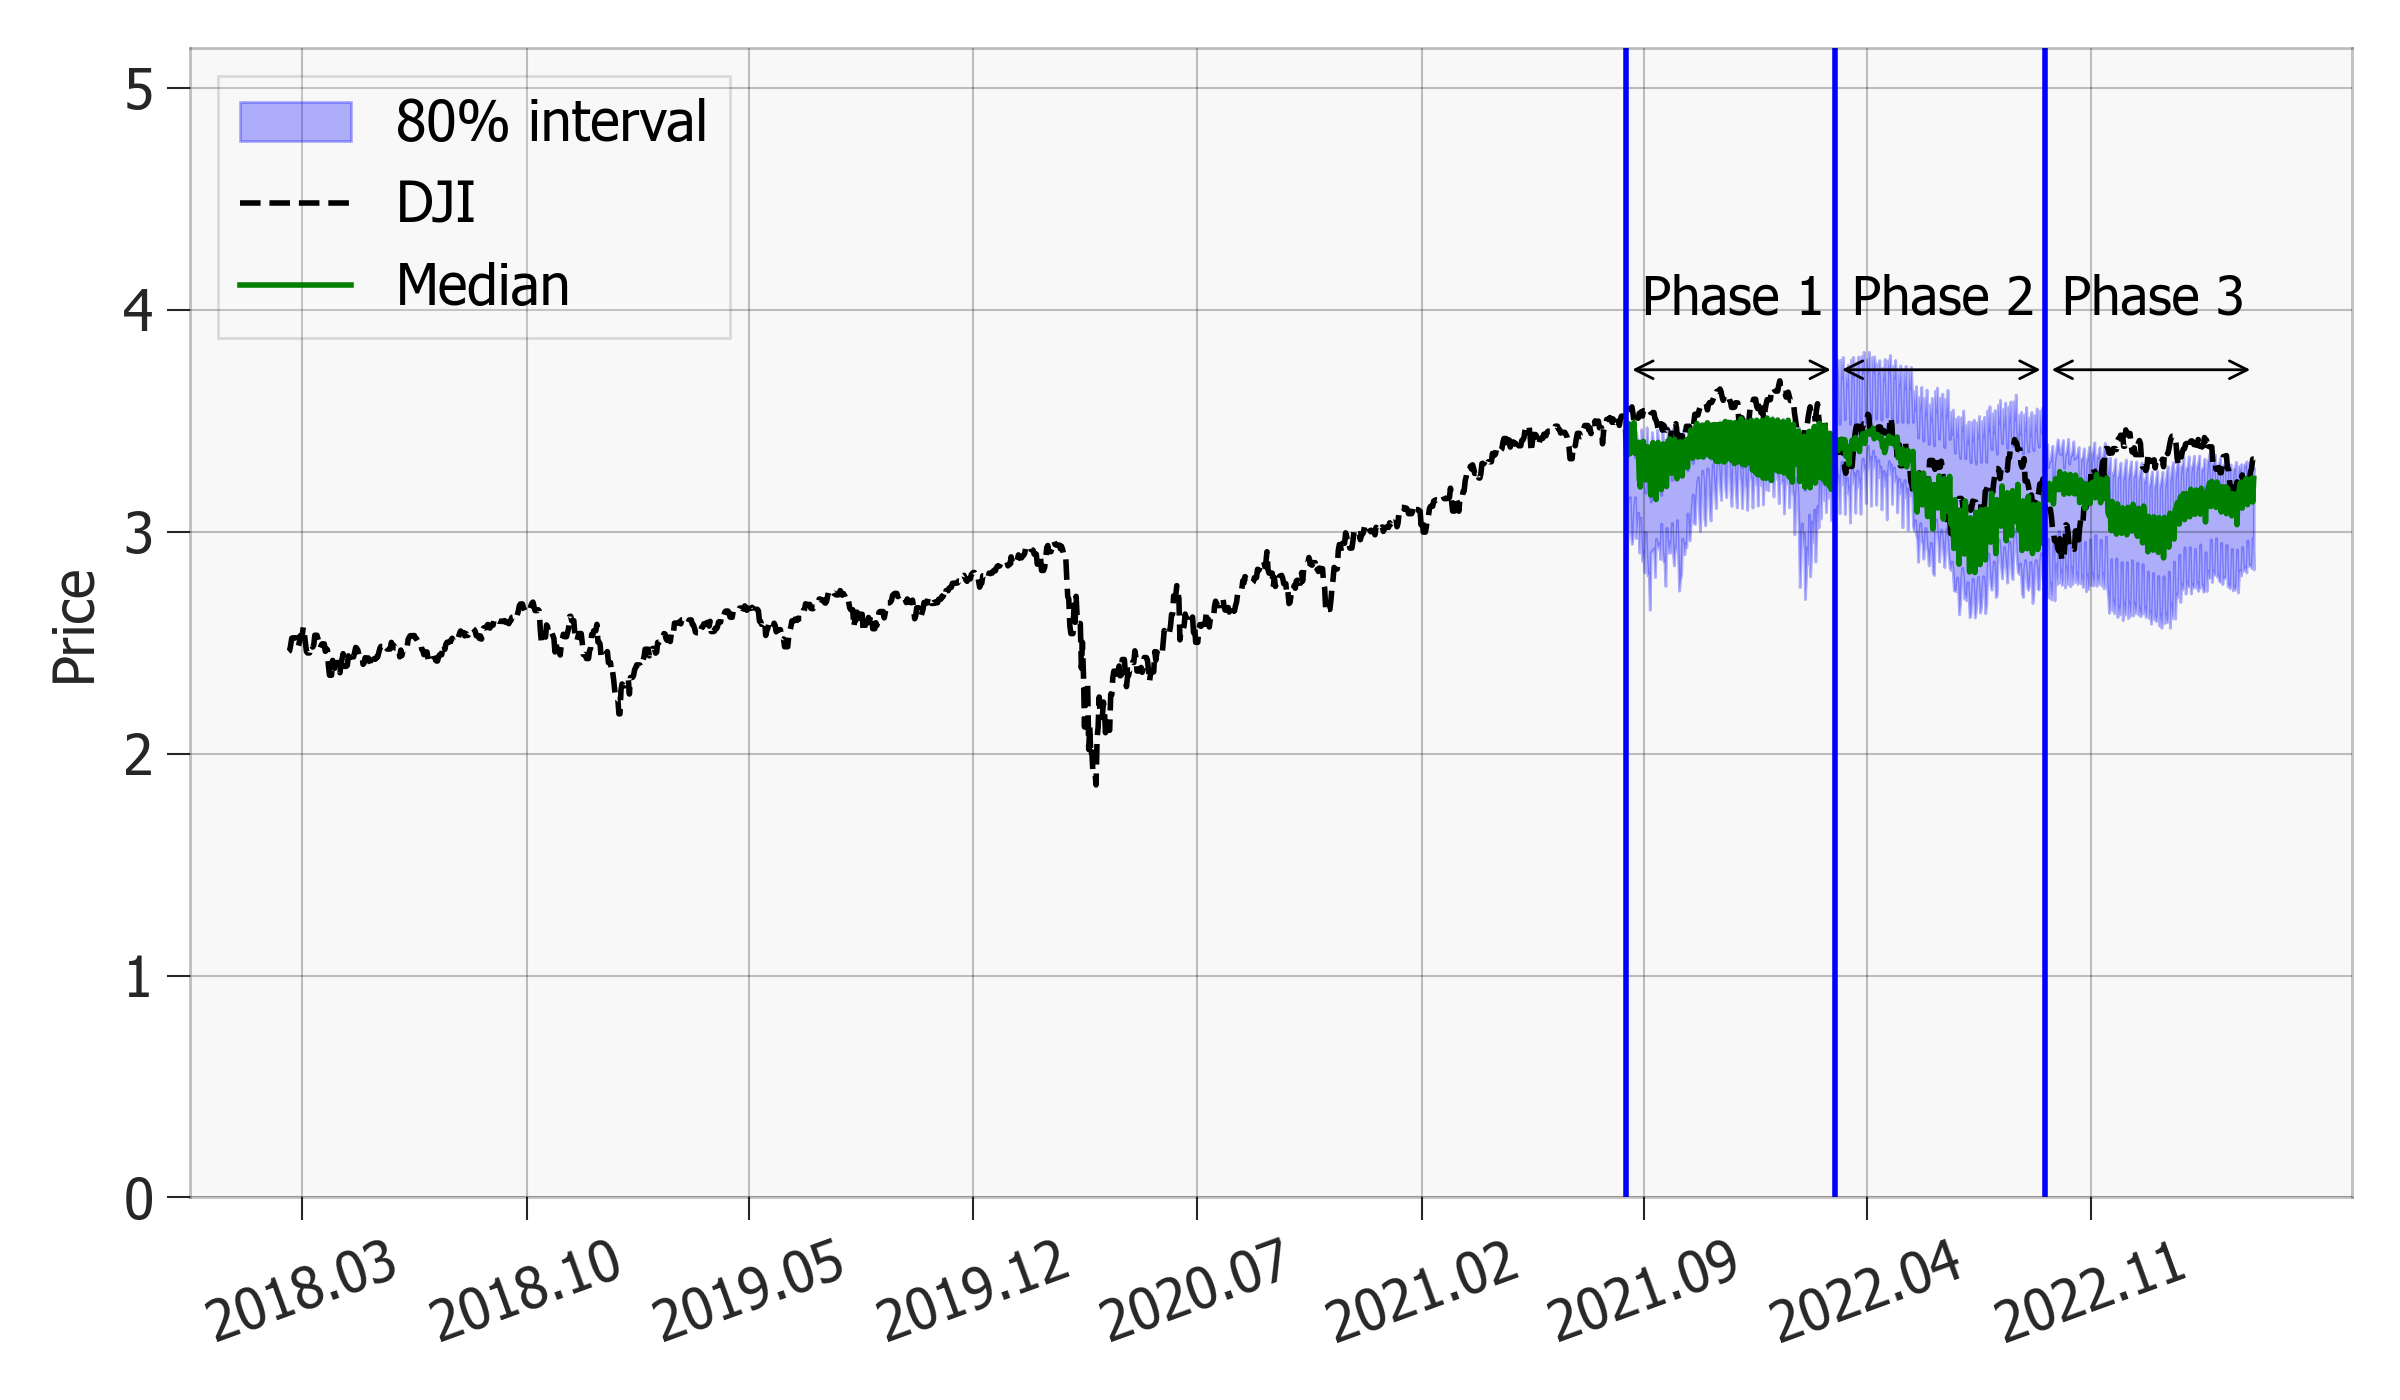 80% interval
DJI
Median
Phase 1
Phase 2
Phase 3
Price
5
4
3
2
1
0
2018.03
2018.10
2019.05
2019.12
2020.07
2021.02
2021.09
2022.04
2022.11